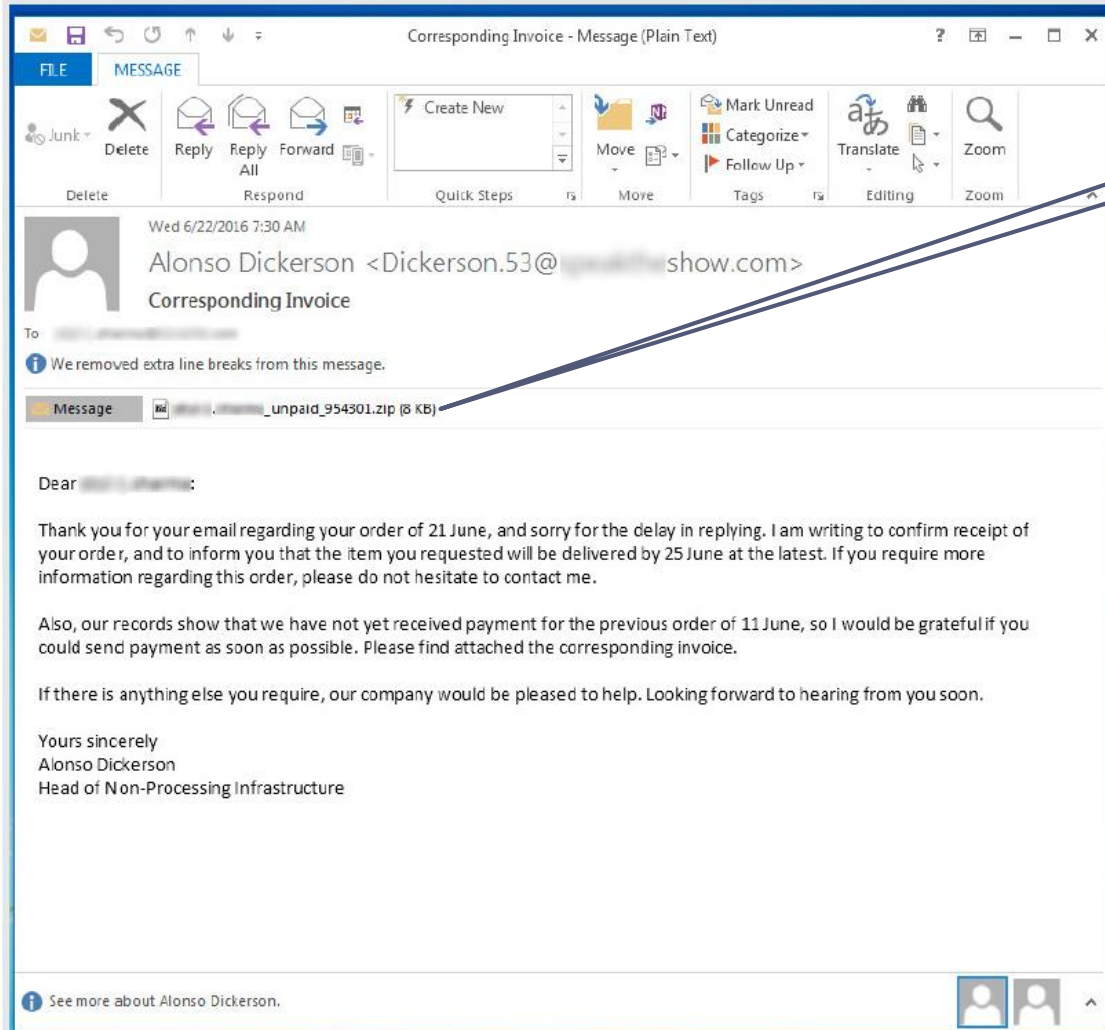 Corresponding Invoice - Message (Plain Text)
?
FILE MESSAGE
Junk
Delete
Reply
Reply All
Forward
Create New
Move
Mark Unread
Categorize
Follow Up
Translate
Zoom
Delete Respond Quick Steps Move Tags Editing Zoom
Wed 6/22/2016 7:30 AM
Alonso Dickerson <Dickerson.53@ show.com>
Corresponding Invoice
To
We removed extra line breaks from this message.
Message _unpaid_954301.zip (8 KB)
Dear :
Thank you for your email regarding your order of 21 June, and sorry for the delay in replying. I am writing to confirm receipt of
your order, and to inform you that the item you requested will be delivered by 25 June at the latest. If you require more
information regarding this order, please do not hesitate to contact me.
Also, our records show that we have not yet received payment for the previous order of 11 June, so I would be grateful if you
could send payment as soon as possible. Please find attached the corresponding invoice.
If there is anything else you require, our company would be pleased to help. Looking forward to hearing from you soon.
Yours sincerely
Alonso Dickerson
Head of Non-Processing Infrastructure
See more about Alonso Dickerson.